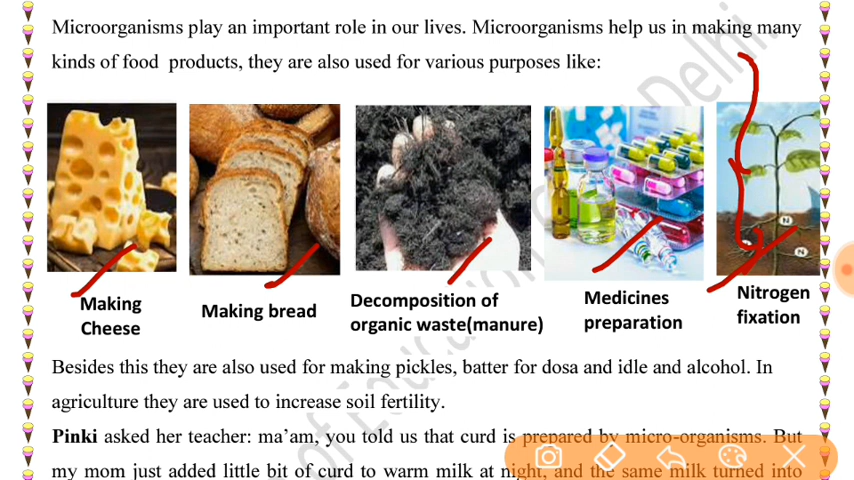 Microorganisms play an important role in our lives. Microorganisms help us in making many
kinds of food products, they are also used for various purposes like:
Making
Cheese
Making bread
Decomposition of
organic waste(manure)
Medicines
preparation
Nitrogen
fixation
N
N
N
Besides this they are also used for making pickles, batter for dosa and idle and alcohol. In
agriculture they are used to increase soil fertility.
Pinki asked her teacher: ma’am, you told us that curd is prepared by micro-organisms. But
my mom just added little bit of curd to warm milk at night, and the same milk turned into
of Education Delhi